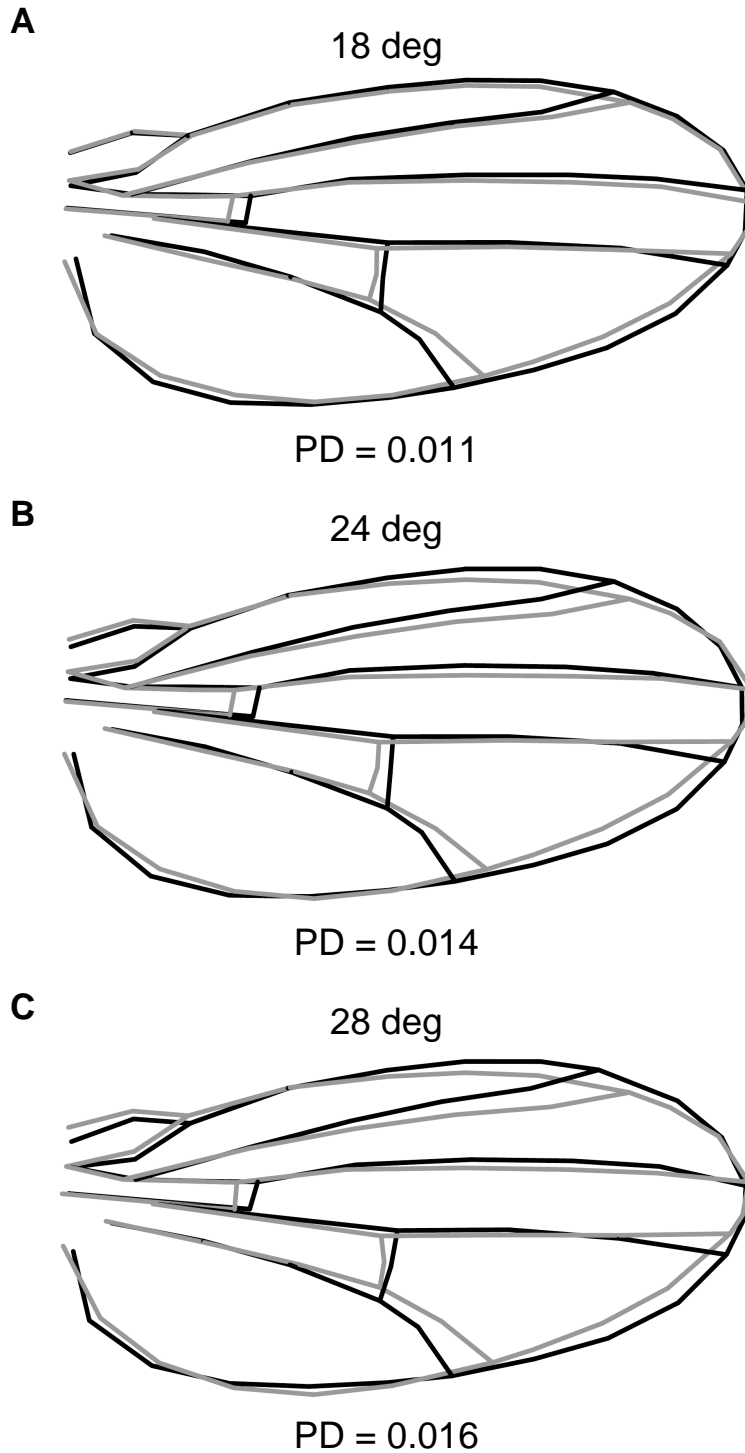 A
18 deg
PD = 0.011
B
24 deg
PD = 0.014
C
28 deg
PD = 0.016